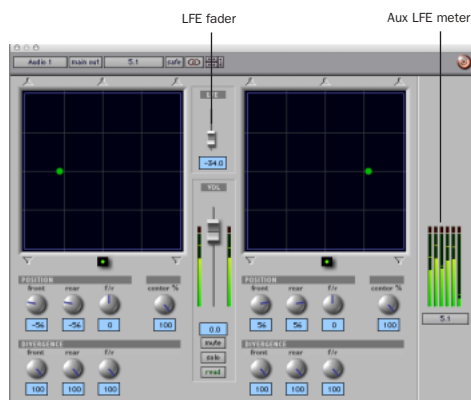 LFE fader
Aux LFE meter
Audio 1 main out 5.1 safe
LFE
-34.0
VOL
POSITION
front rear f/r center %
-56 -56 0 100
DIVERGENCE
front rear f/r
100 100 100
0.0
mute
solo
read
POSITION
front rear f/r center %
56 56 0 100
DIVERGENCE
front rear f/r
100 100 100
5.1